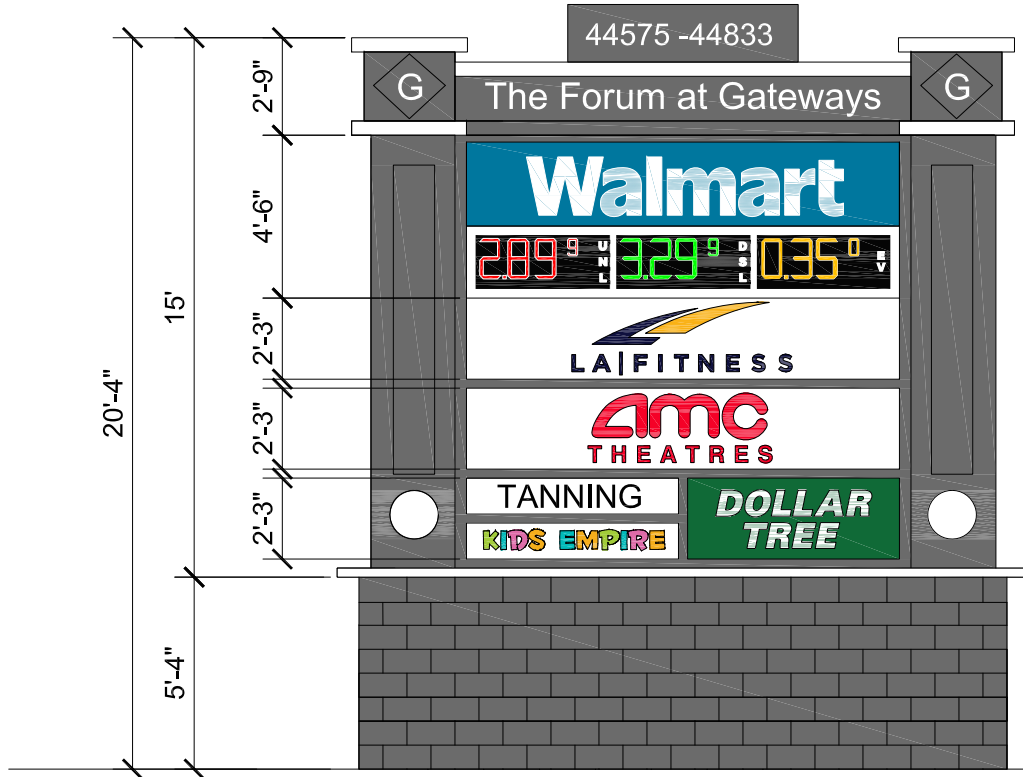 44575 -44833
G The Forum at Gateways G
2'-9"
Walmart
4'-6"
2.89 9 UNL 3.29 9 DSL 0.35 0 EV
15'
2'-3"
LA|FITNESS
20'-4"
2'-3"
amc
THEATRES
2'-3"
TANNING
KIDS EMPIRE
DOLLAR
TREE
5'-4"